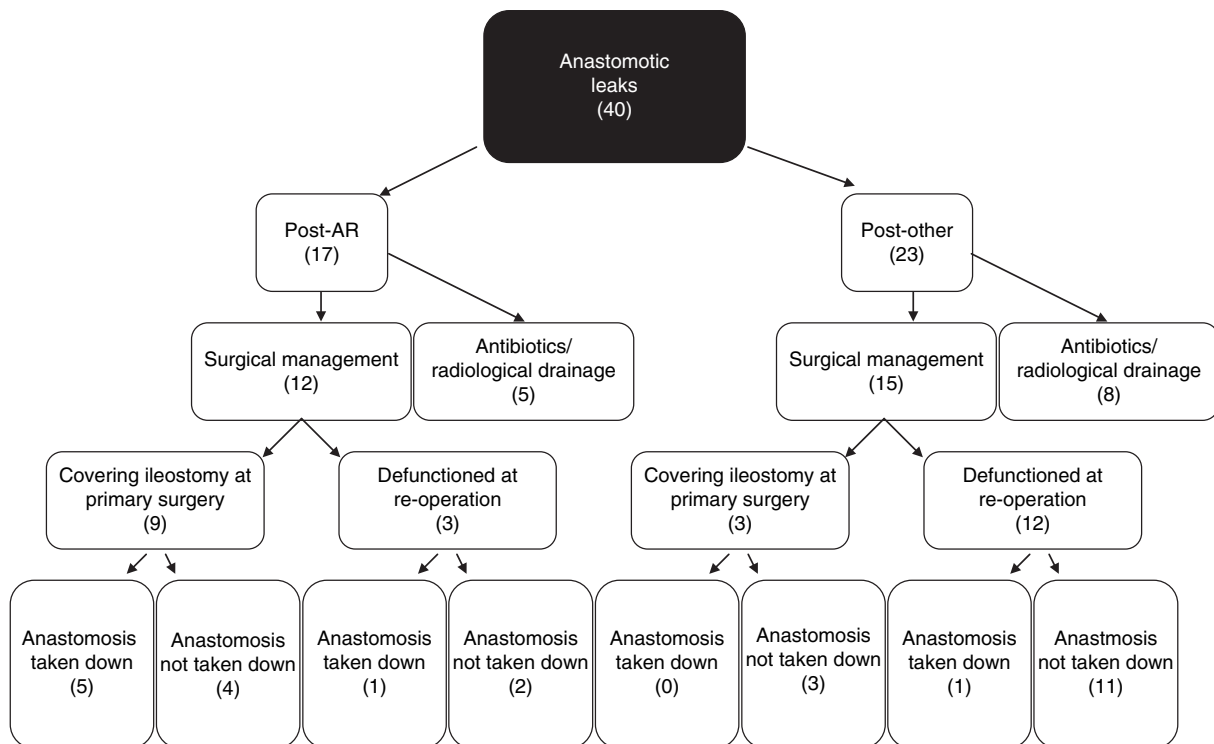 Anastomotic
leaks
(40)
Post-AR
(17)
Post-other
(23)
Surgical management
(12)
Antibiotics/
radiological drainage
(5)
Surgical management
(15)
Antibiotics/
radiological drainage
(8)
Covering ileostomy at
primary surgery
(9)
Defunctioned at
re-operation
(3)
Covering ileostomy at
primary surgery
(3)
Defunctioned at
re-operation
(12)
Anastomosis
taken down
(5)
Anastomosis
not taken down
(4)
Anastomosis
taken down
(1)
Anastomosis
not taken down
(2)
Anastomosis
taken down
(0)
Anastomosis
not taken down
(3)
Anastomosis
taken down
(1)
Anastmosis
not taken down
(11)